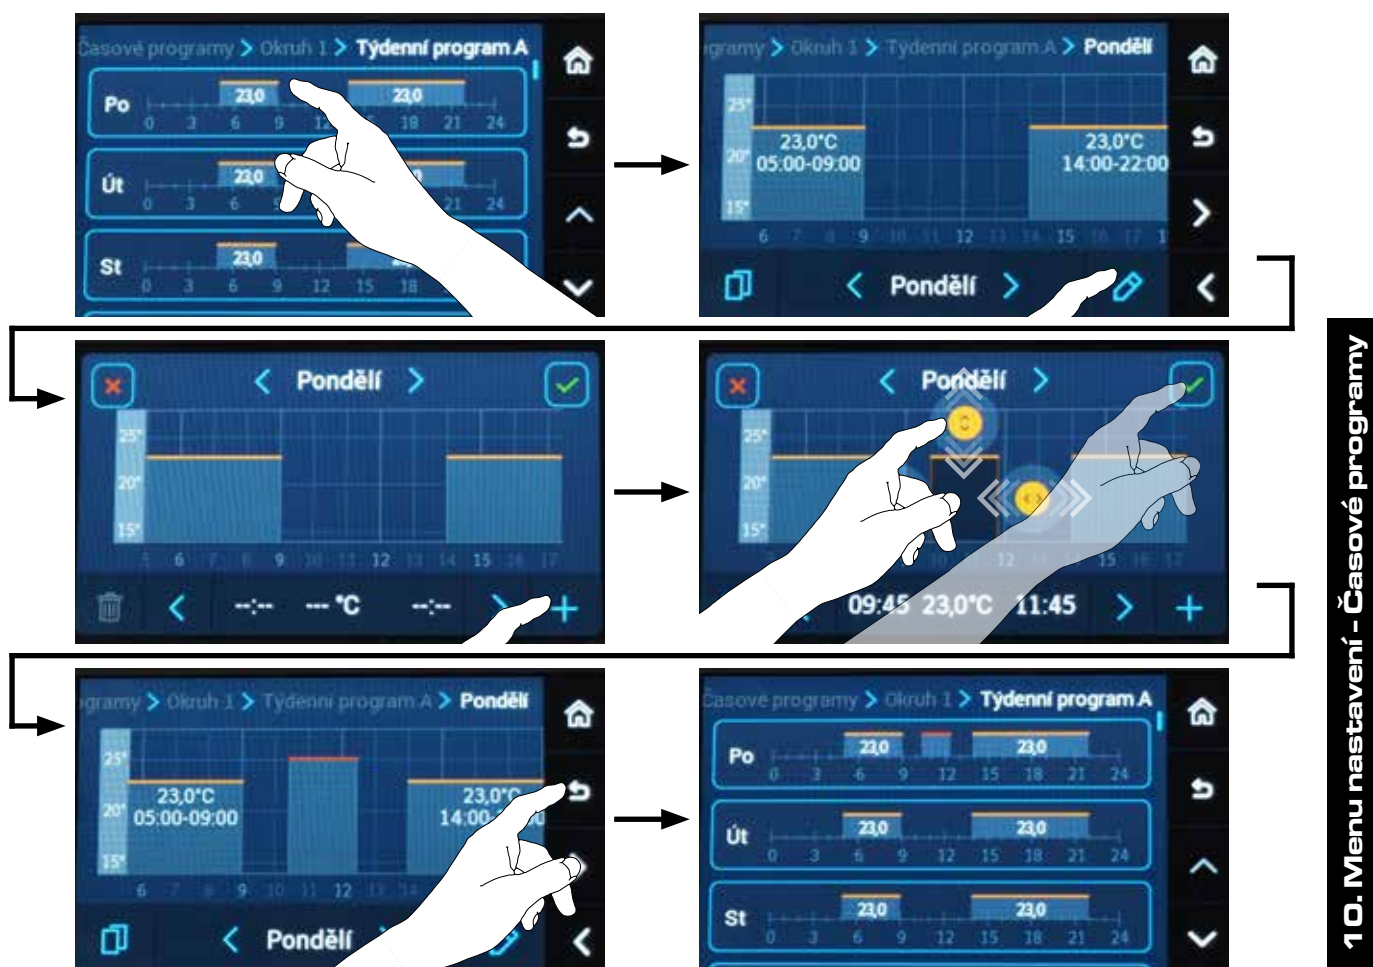 Časové programy > Okruh 1 > Týdenní program A
Po
23,0 23,0
0 3 6 9 12 18 21 24
Út
23,0
0 3 6 24
St
23,0
0 3 6 9 12 15 18
gramy > Okruh 1 > Týdenní program A > Pondělí
25°
23,0°C 23,0°C
20° 05:00-09:00 14:00-22:00
15°
6 7 8 9 10 11 12 13 14 15 16 17 1
< Pondělí >
< Pondělí >
25°
20°
15°
6 9 10 11 12 13 14 15 16 17
--:-- --- °C --:--
< Pondělí >
25°
20°
15°
12 15 17
09:45 23,0°C 11:45
ogramy > Okruh 1 > Týdenní program A > Pondělí
25°
23,0°C 23,0°C
20° 05:00-09:00 14:00-
15°
6 7 8 9 10 11 12 13 14
< Pondělí
Časové programy > Okruh 1 > Týdenní program A
Po
23,0 23,0
0 3 6 9 12 15 18 21 24
Út
23,0 23,0
0 3 6 9 12 15 18 21 24
St
23,0 23,0
0 3 6 9 12 15 18 21 24
10. Menu nastavení - Časové programy